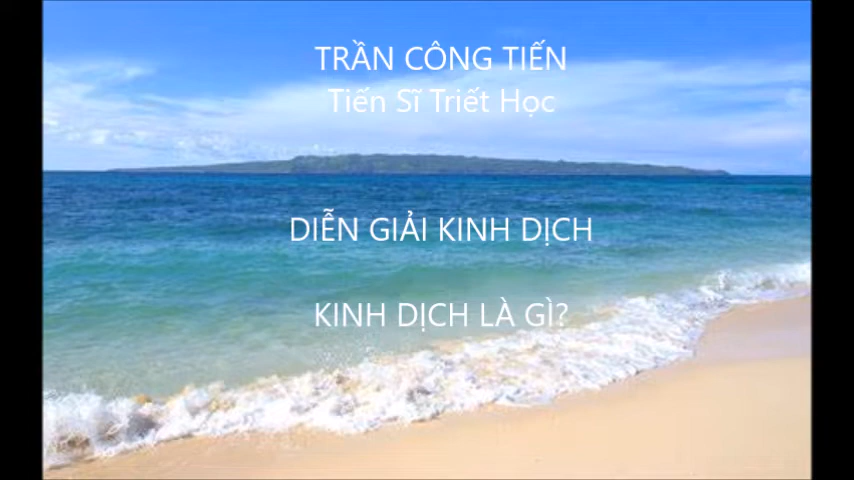 TRẦN CÔNG TIẾN
Tiến Sĩ Triết Học
DIỄN GIẢI KINH DỊCH
KINH DỊCH LÀ GÌ?